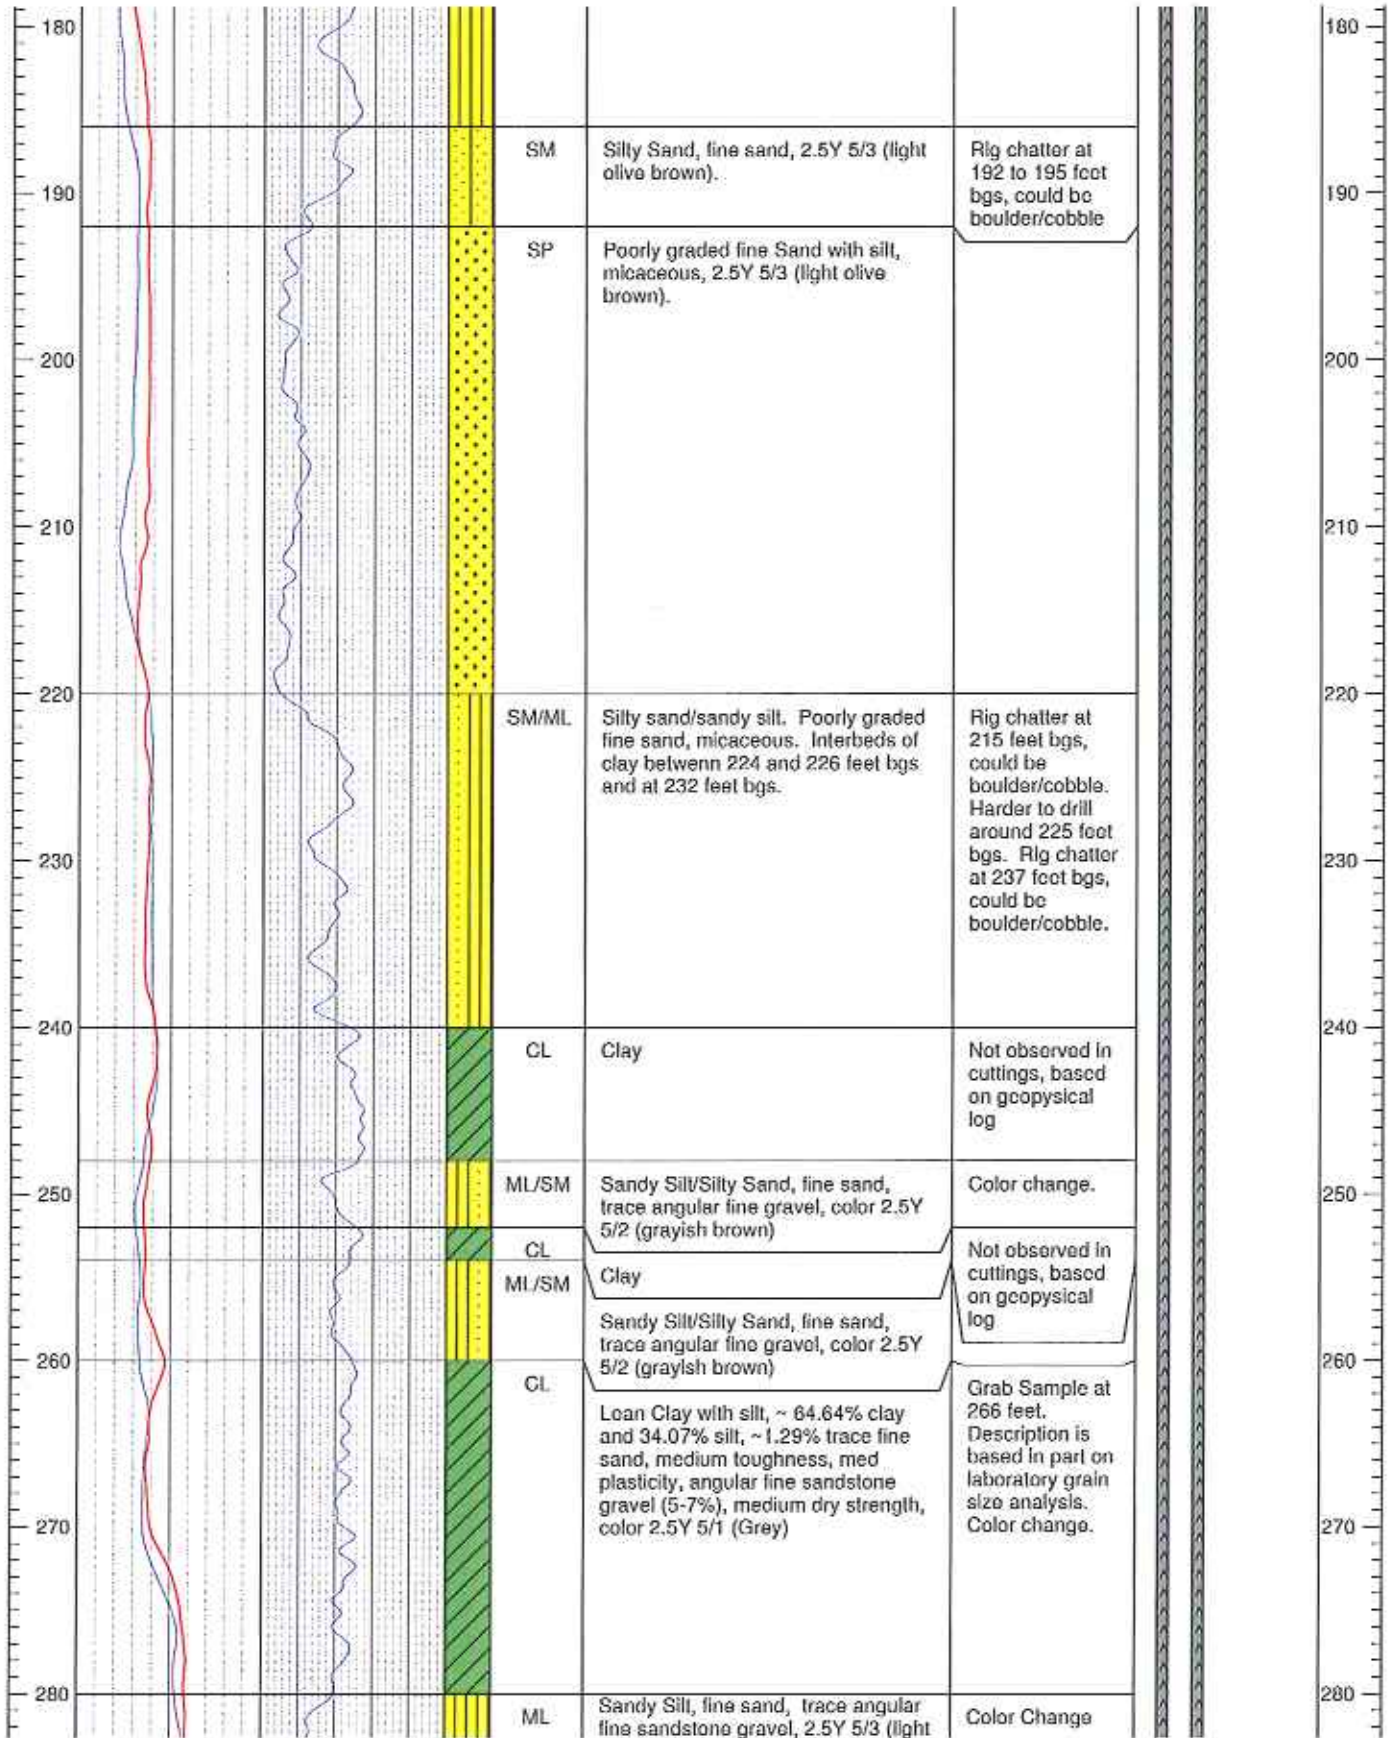 180
180
SM
Silty Sand, fine sand, 2.5Y 5/3 (light
olive brown).
Rig chatter at
192 to 195 feet
bgs, could be
boulder/cobble
190
190
SP
Poorly graded fine Sand with silt,
micaceous, 2.5Y 5/3 (light olive
brown).
200
200
210
210
220
220
SM/ML
Silty sand/sandy silt. Poorly graded
fine sand, micaceous. Interbeds of
clay betwenn 224 and 226 feet bgs
and at 232 feet bgs.
Rig chatter at
215 feet bgs,
could be
boulder/cobble.
Harder to drill
around 225 feet
bgs. Rig chatter
at 237 feet bgs,
could be
boulder/cobble.
230
230
240
240
CL
Clay
Not observed in
cuttings, based
on geopysical
log
250
250
ML/SM
Sandy Silt/Silty Sand, fine sand,
trace angular fine gravel, color 2.5Y
5/2 (grayish brown)
Color change.
CL
Clay
Not observed in
cuttings, based
on geopysical
log
ML/SM
Sandy Silt/Silty Sand, fine sand,
trace angular fine gravel, color 2.5Y
5/2 (grayish brown)
260
260
CL
Lean Clay with silt, ~ 64.64% clay
and 34.07% silt, ~1.29% trace fine
sand, medium toughness, med
plasticity, angular fine sandstone
gravel (5-7%), medium dry strength,
color 2.5Y 5/1 (Grey)
Grab Sample at
266 feet.
Description is
based in part on
laboratory grain
size analysis.
Color change.
270
270
280
280
ML
Sandy Silt, fine sand, trace angular
fine sandstone gravel, 2.5Y 5/3 (light
Color Change